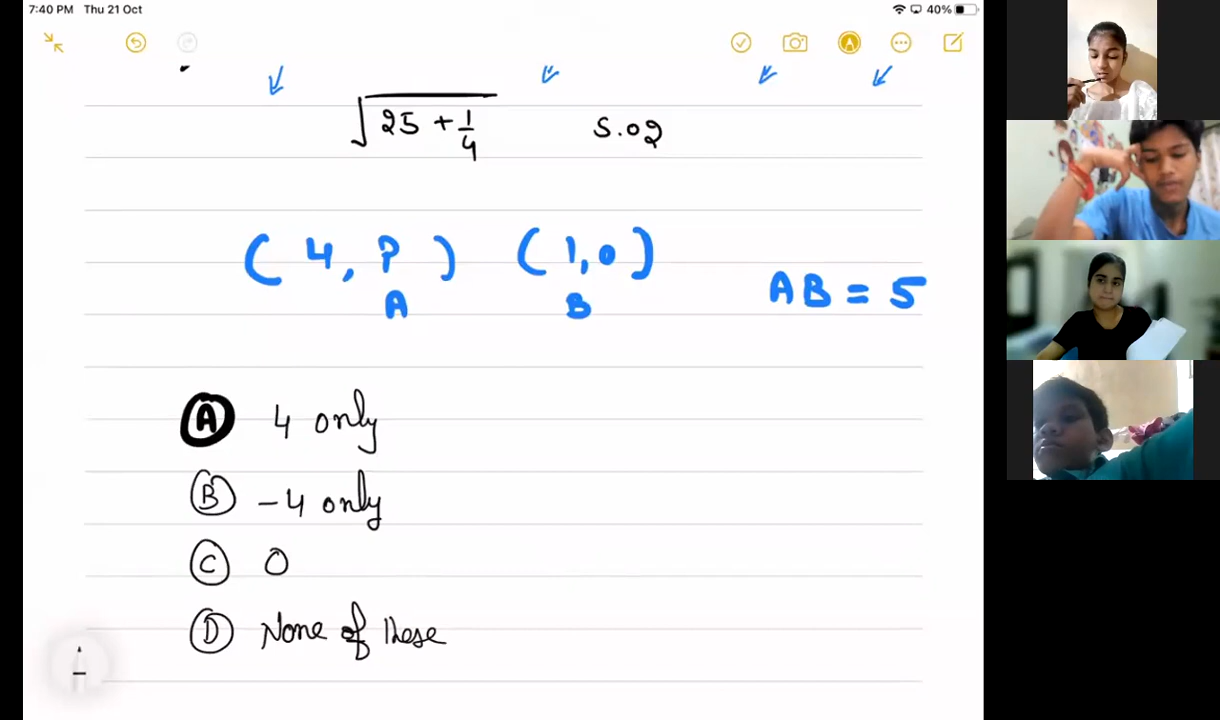 7:40 PM Thu 21 Oct 40%
√25 + 1/4 5.02
(4, P) (1, 0)
A B AB = 5
A 4 only
B -4 only
C 0
D None of these